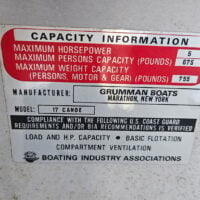 CAPACITY INFORMATION
MAXIMUM HORSEPOWER 5
MAXIMUM PERSONS CAPACITY (POUNDS) 675
MAXIMUM WEIGHT CAPACITY
(PERSONS, MOTOR & GEAR) (POUNDS) 755
MANUFACTURER: GRUMMAN BOATS
MARATHON, NEW YORK
MODEL: 17 CANOE
COMPLIANCE WITH THE FOLLOWING U.S. COAST GUARD
REQUIREMENTS AND/OR BIA RECOMMENDATIONS IS VERIFIED
LOAD AND H.P. CAPACITY • BASIC FLOTATION
COMPARTMENT VENTILATION
BOATING INDUSTRY ASSOCIATIONS